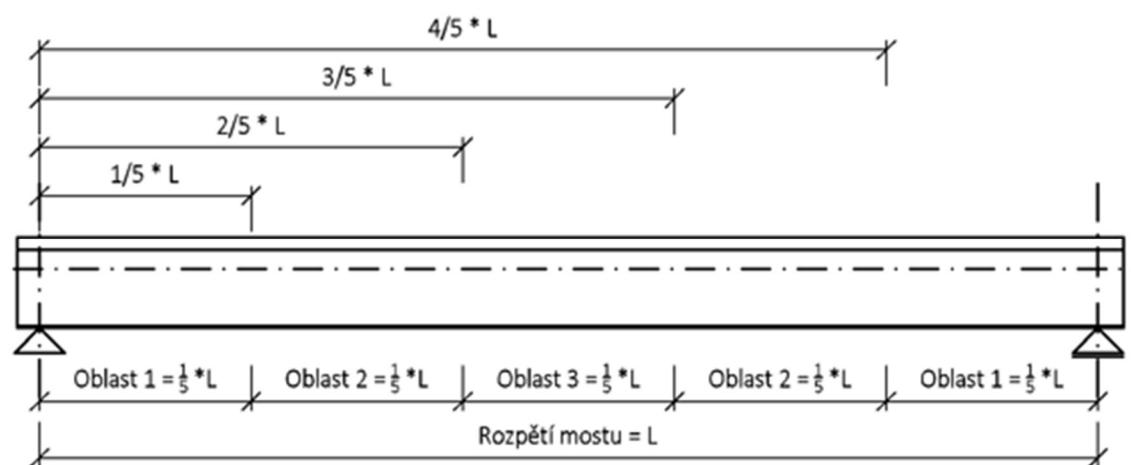 4/5 * L
3/5 * L
2/5 * L
1/5 * L
Oblast 1 = 1/5 *L Oblast 2 = 1/5 *L Oblast 3 = 1/5 *L Oblast 2 = 1/5 *L Oblast 1 = 1/5 *L
Rozpětí mostu = L